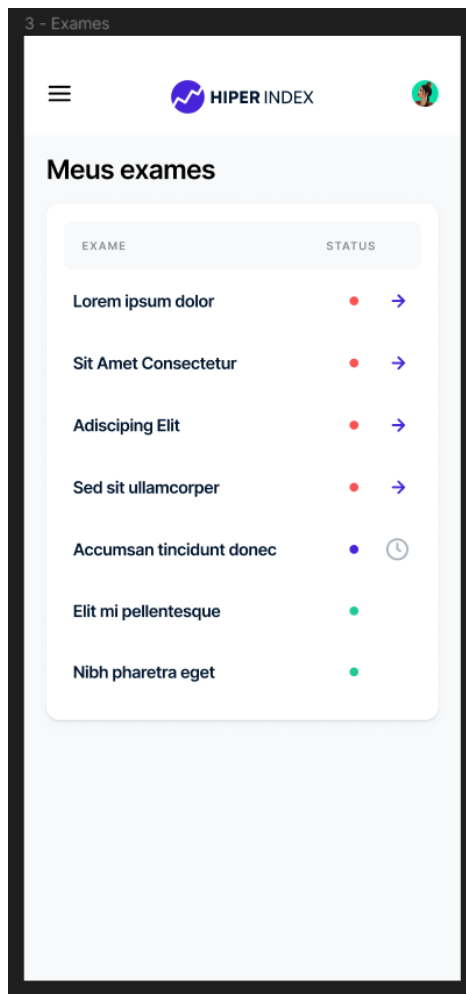 3 - Exames
HIPER INDEX
Meus exames
EXAME STATUS
Lorem ipsum dolor
Sit Amet Consectetur
Adisciping Elit
Sed sit ullamcorper
Accumsan tincidunt donec
Elit mi pellentesque
Nibh pharetra eget